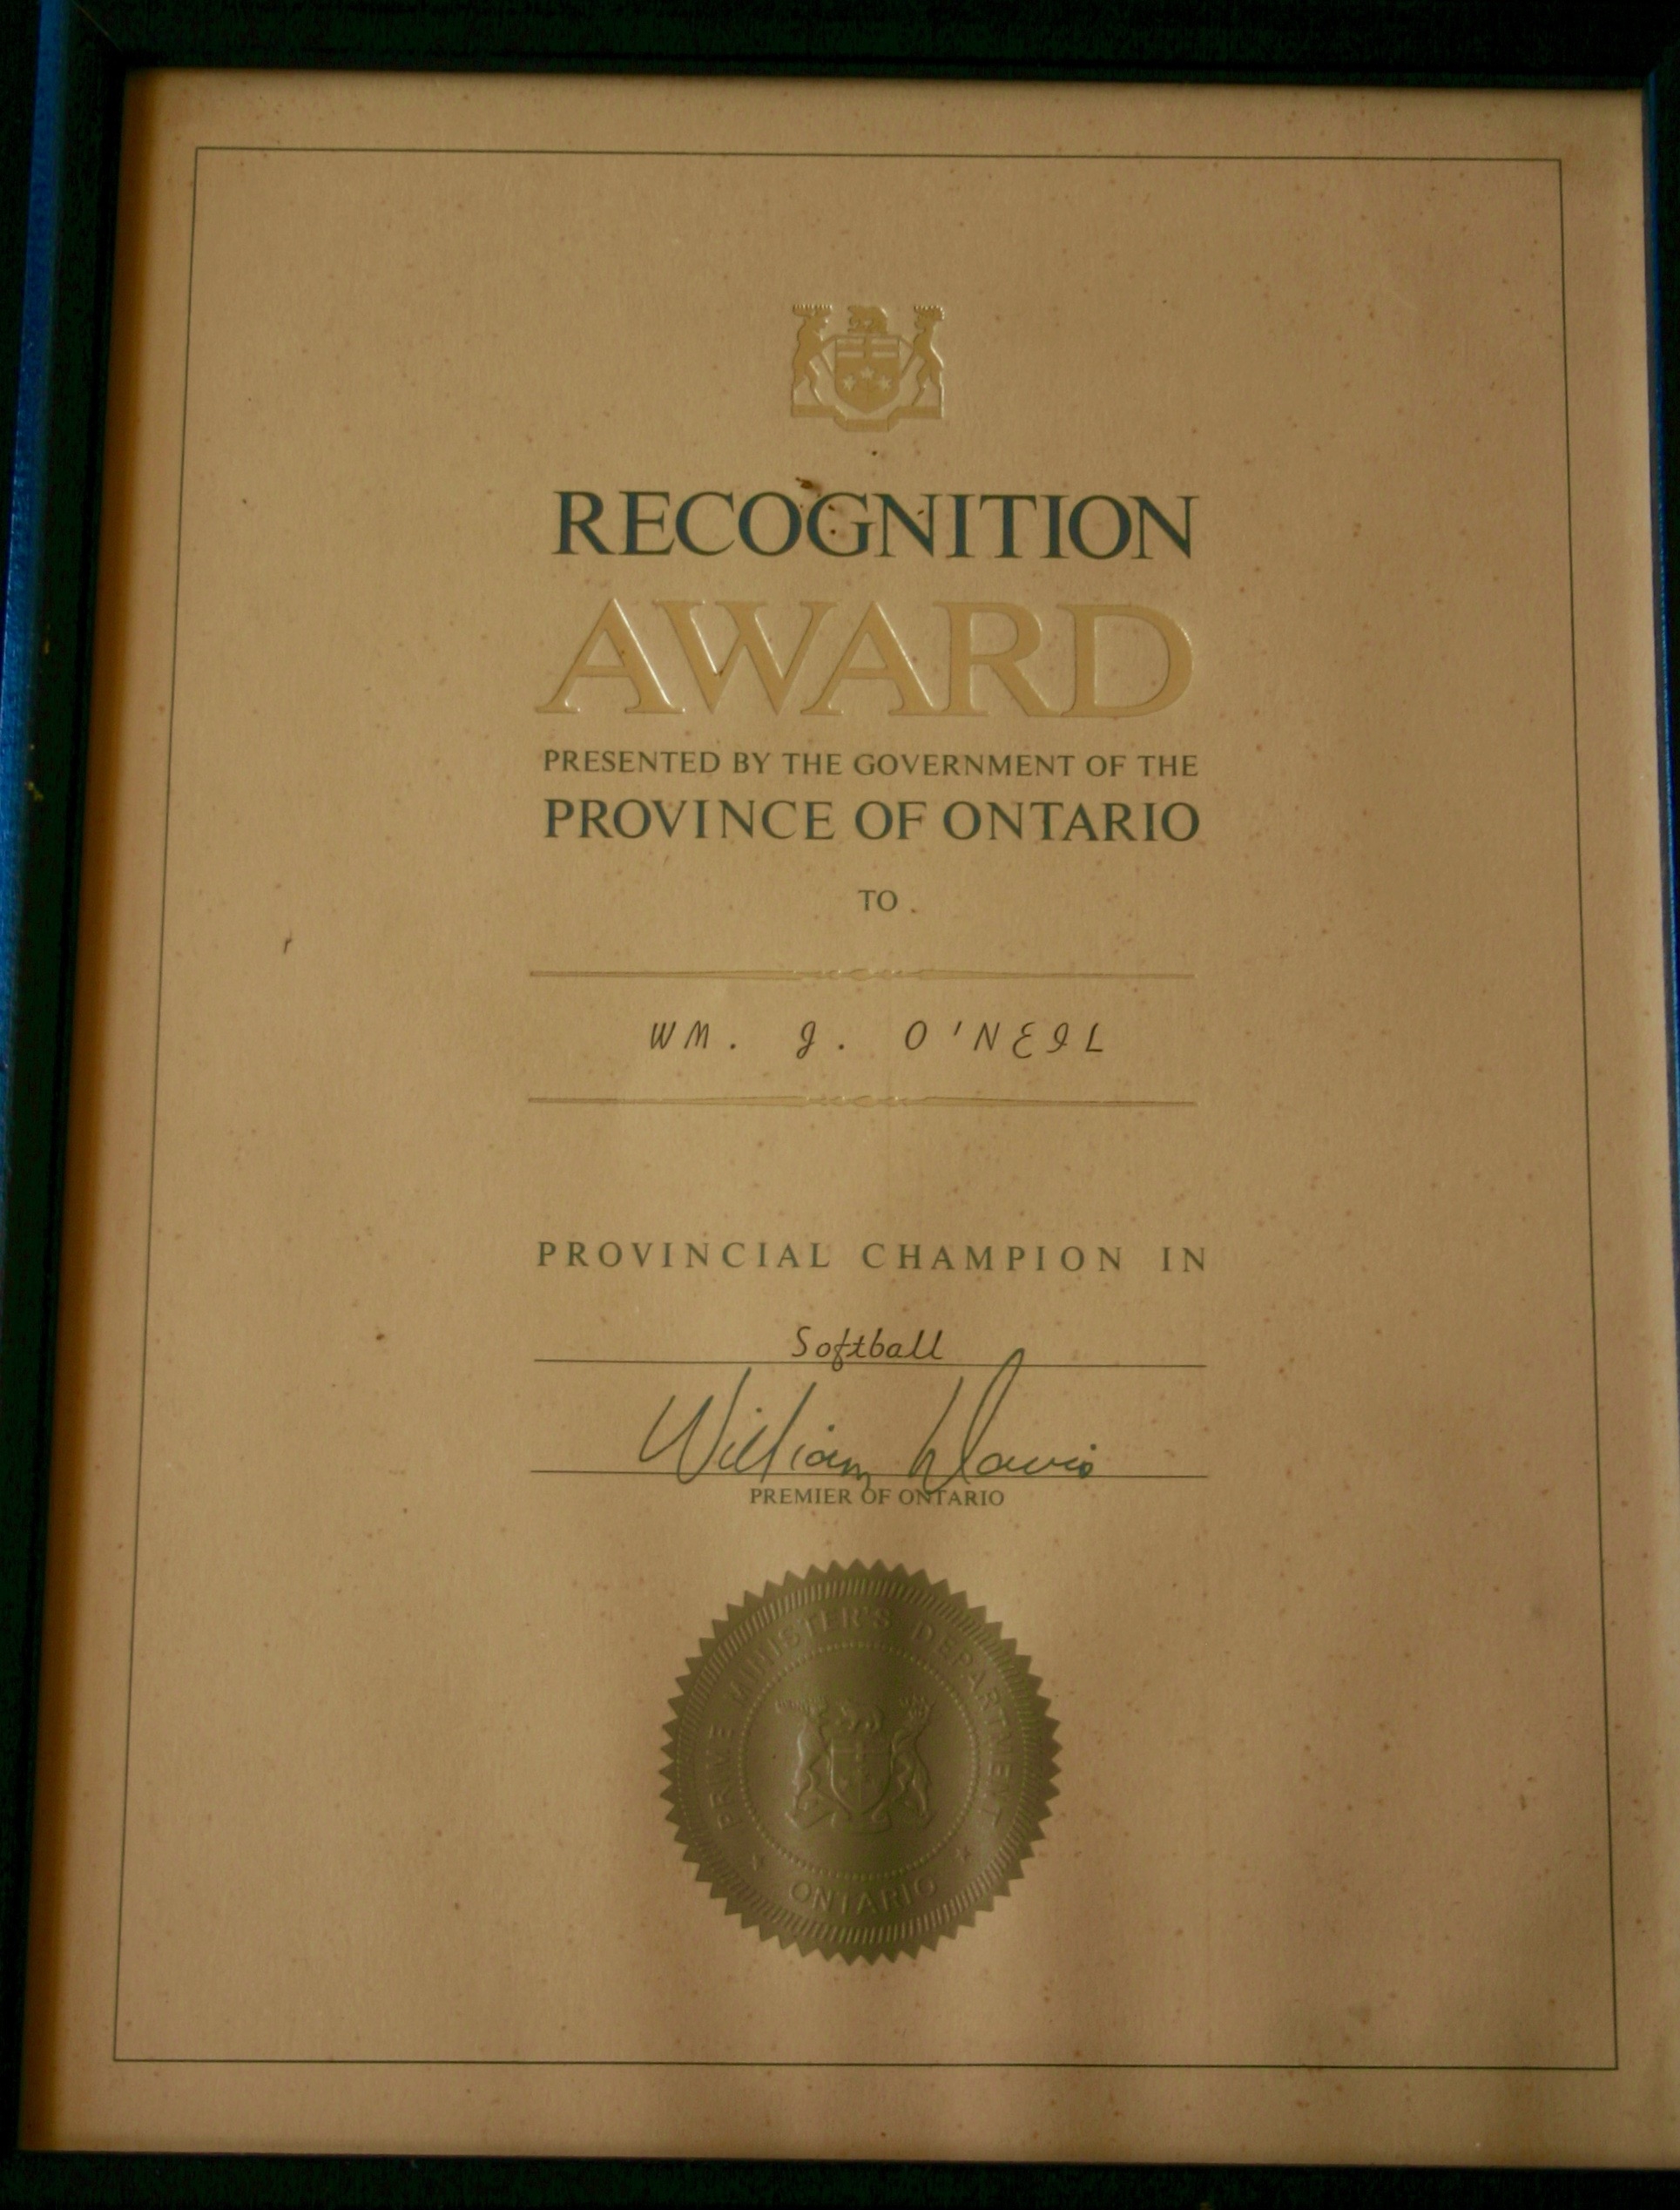 RECOGNITION
AWARD
PRESENTED BY THE GOVERNMENT OF THE
PROVINCE OF ONTARIO
TO
WM. J. O'NEIL
PROVINCIAL CHAMPION IN
Softball
William Davis
PREMIER OF ONTARIO
PRIME MINISTER'S DEPARTMENT
ONTARIO